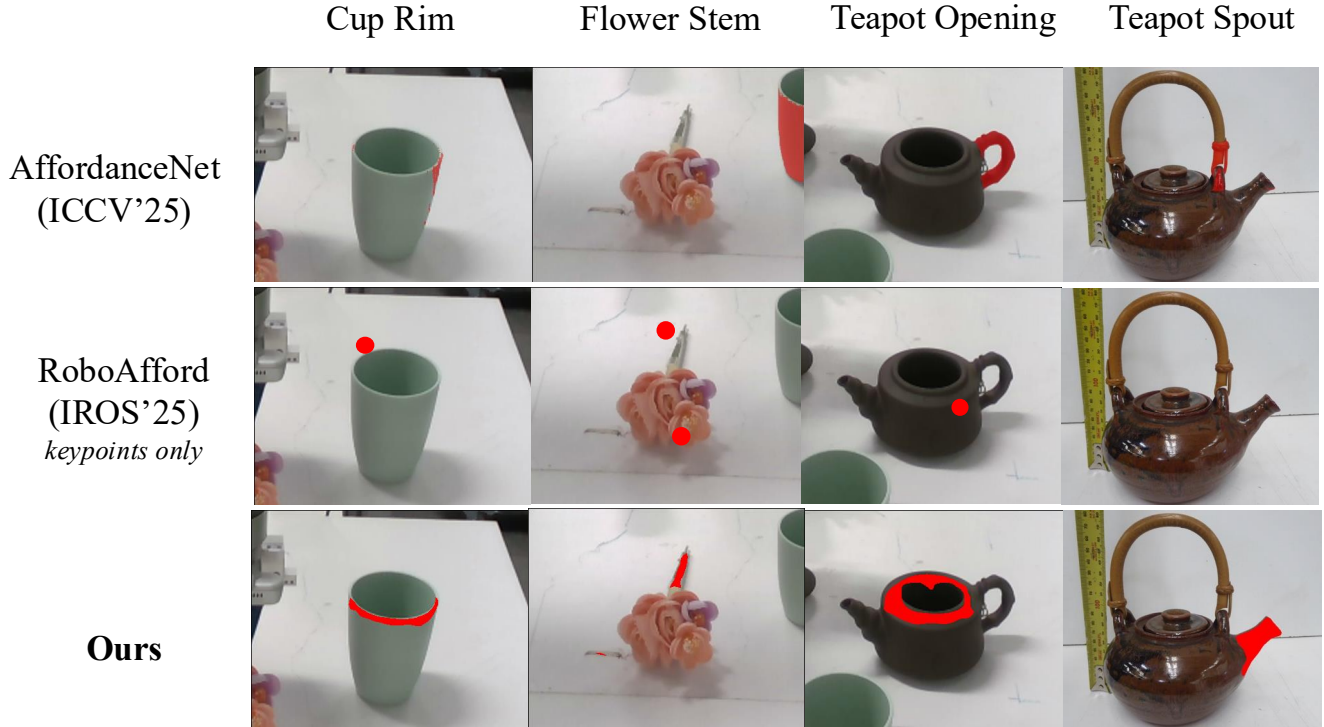 Cup Rim
Flower Stem
Teapot Opening
Teapot Spout
AffordanceNet
(ICCV’25)
RoboAfford
(IROS’25)
keypoints only
Ours